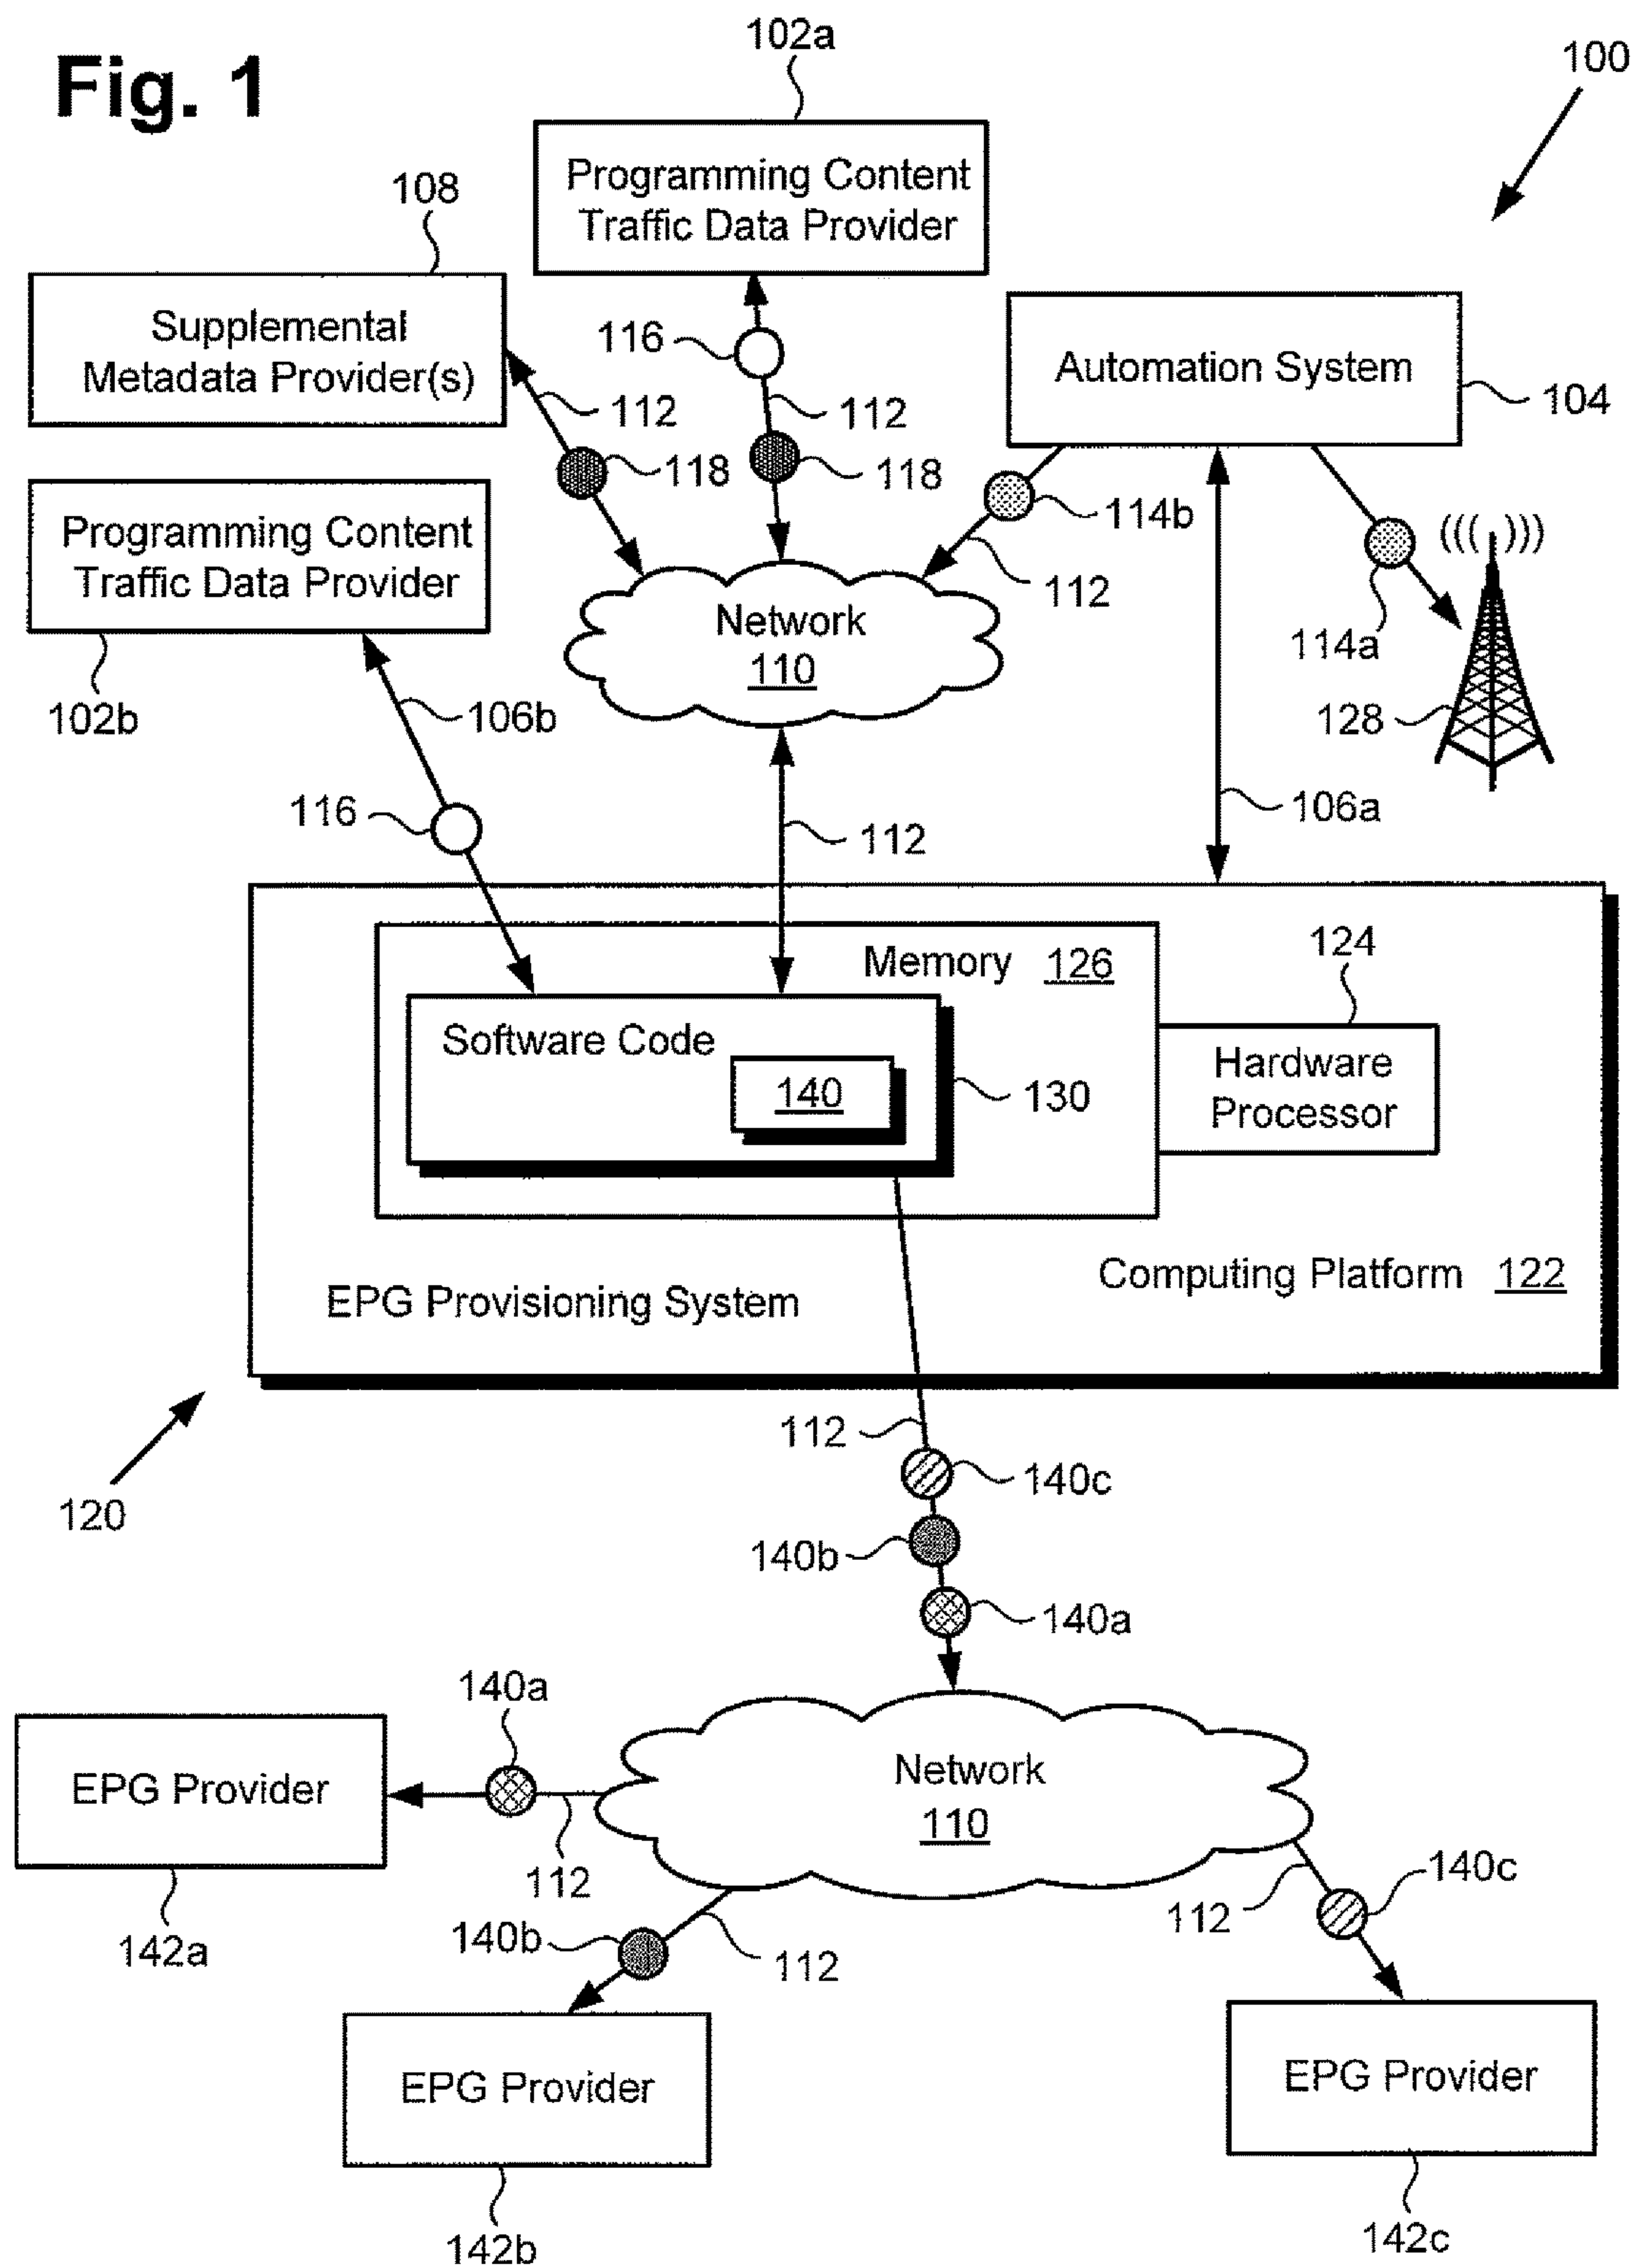 Fig. 1
102a
100
108
Programming Content
Traffic Data Provider
Supplemental
Metadata Provider(s)
116
112
112
118
118
Automation System
104
114b
112
Programming Content
Traffic Data Provider
102b
106b
Network
110
((( )))
114a
128
116
112
106a
Memory 126
124
Software Code
140
130
Hardware
Processor
EPG Provisioning System
Computing Platform 122
120
112
140c
140b
140a
140a
EPG Provider
112
142a
Network
110
140b
112
112
140c
EPG Provider
142b
EPG Provider
142c